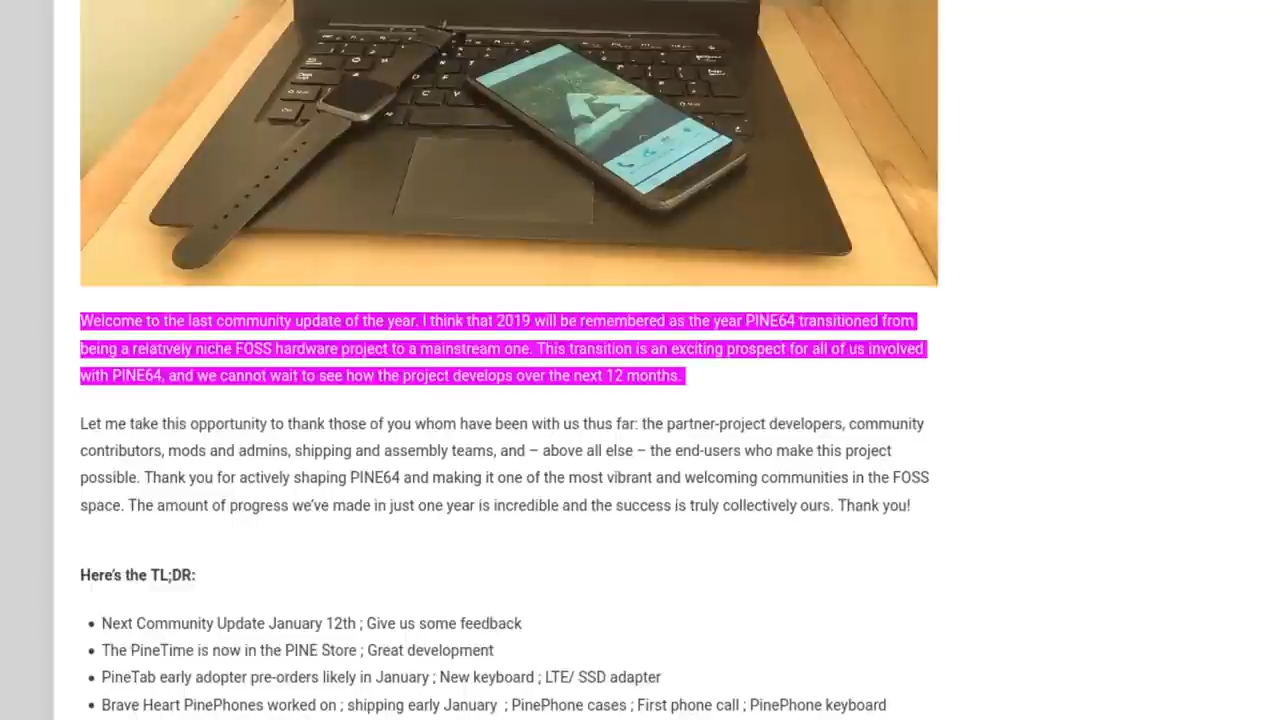 Welcome to the last community update of the year. I think that 2019 will be remembered as the year PINE64 transitioned from
being a relatively niche FOSS hardware project to a mainstream one. This transition is an exciting prospect for all of us involved
with PINE64, and we cannot wait to see how the project develops over the next 12 months.
Let me take this opportunity to thank those of you whom have been with us thus far: the partner-project developers, community
contributors, mods and admins, shipping and assembly teams, and – above all else – the end-users who make this project
possible. Thank you for actively shaping PINE64 and making it one of the most vibrant and welcoming communities in the FOSS
space. The amount of progress we’ve made in just one year is incredible and the success is truly collectively ours. Thank you!
Here’s the TL;DR:
• Next Community Update January 12th ; Give us some feedback
• The PineTime is now in the PINE Store ; Great development
• PineTab early adopter pre-orders likely in January ; New keyboard ; LTE/ SSD adapter
• Brave Heart PinePhones worked on ; shipping early January  ; PinePhone cases ; First phone call ; PinePhone keyboard